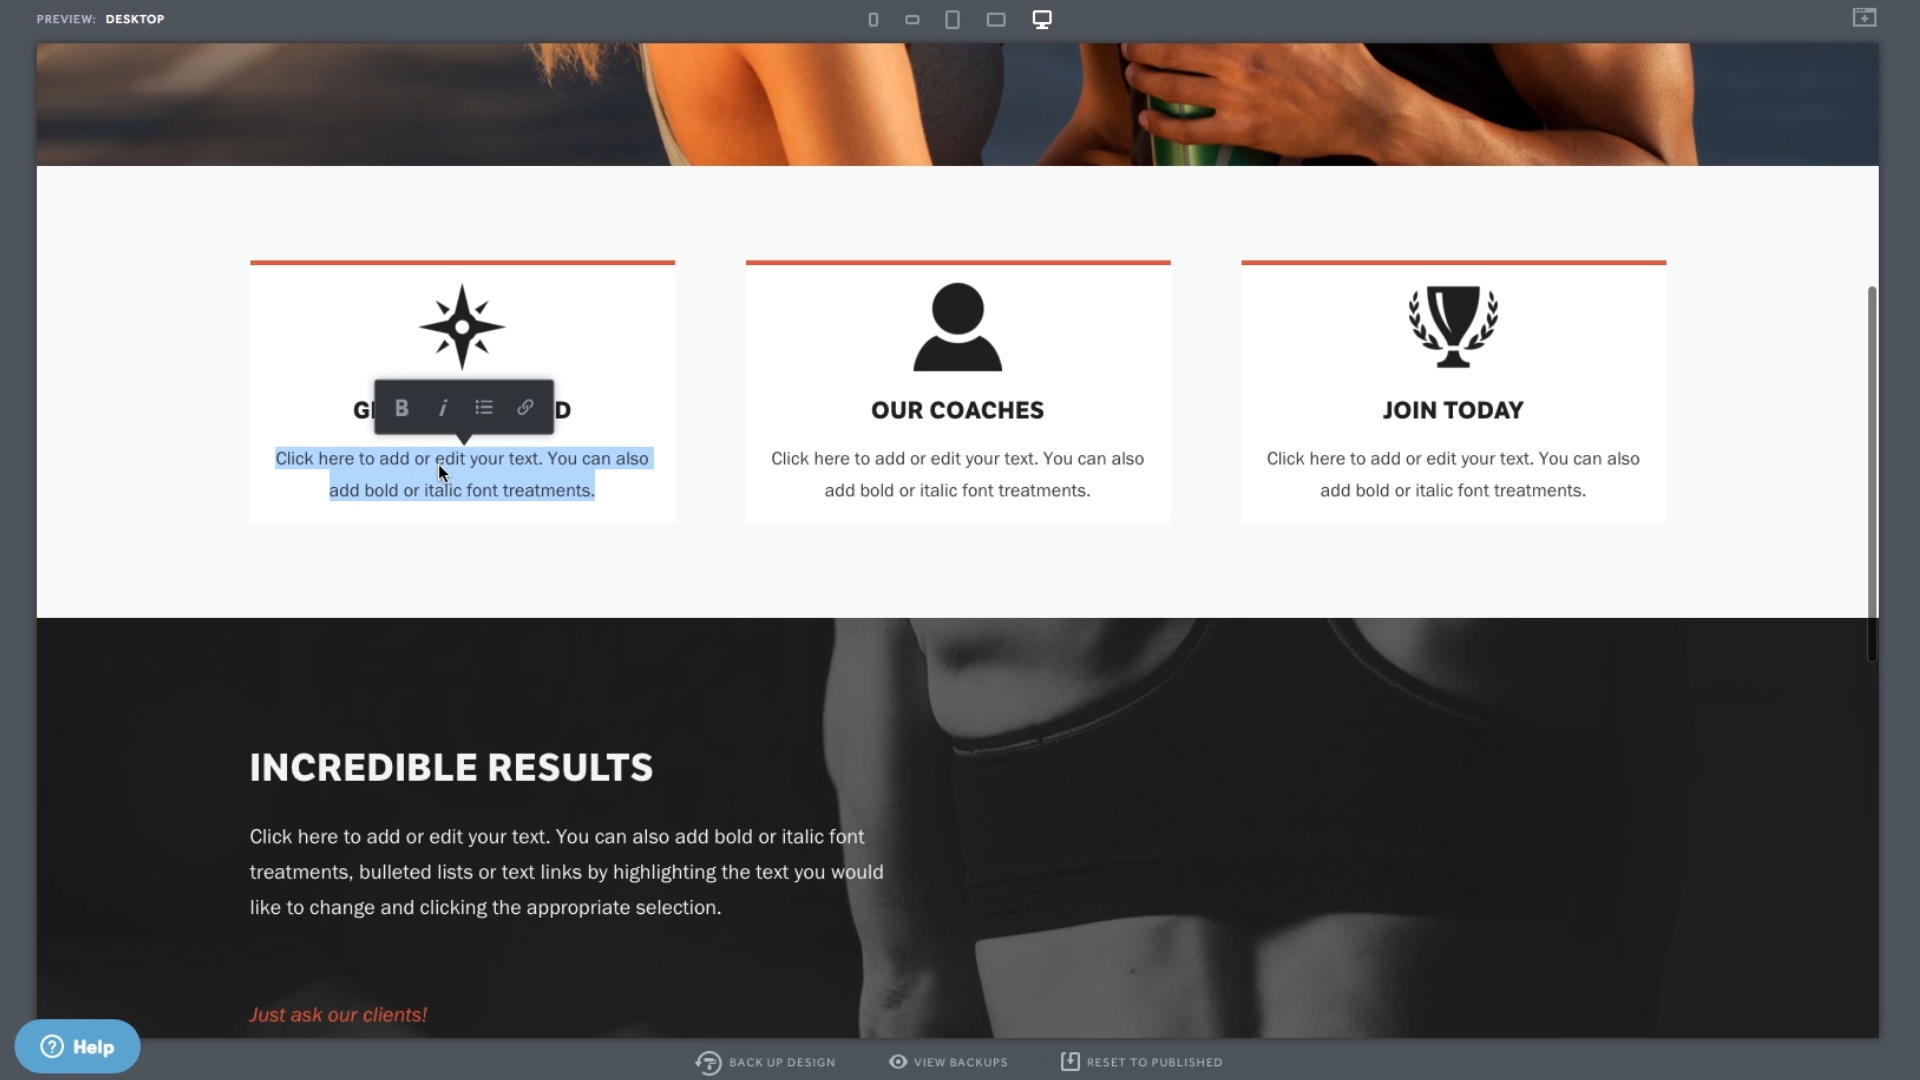 PREVIEW: DESKTOP
B i
OUR COACHES
JOIN TODAY
Click here to add or edit your text. You can also
add bold or italic font treatments.
Click here to add or edit your text. You can also
add bold or italic font treatments.
Click here to add or edit your text. You can also
add bold or italic font treatments.
INCREDIBLE RESULTS
Click here to add or edit your text. You can also add bold or italic font
treatments, bulleted lists or text links by highlighting the text you would
like to change and clicking the appropriate selection.
Just ask our clients!
Help
BACK UP DESIGN
VIEW BACKUPS
RESET TO PUBLISHED